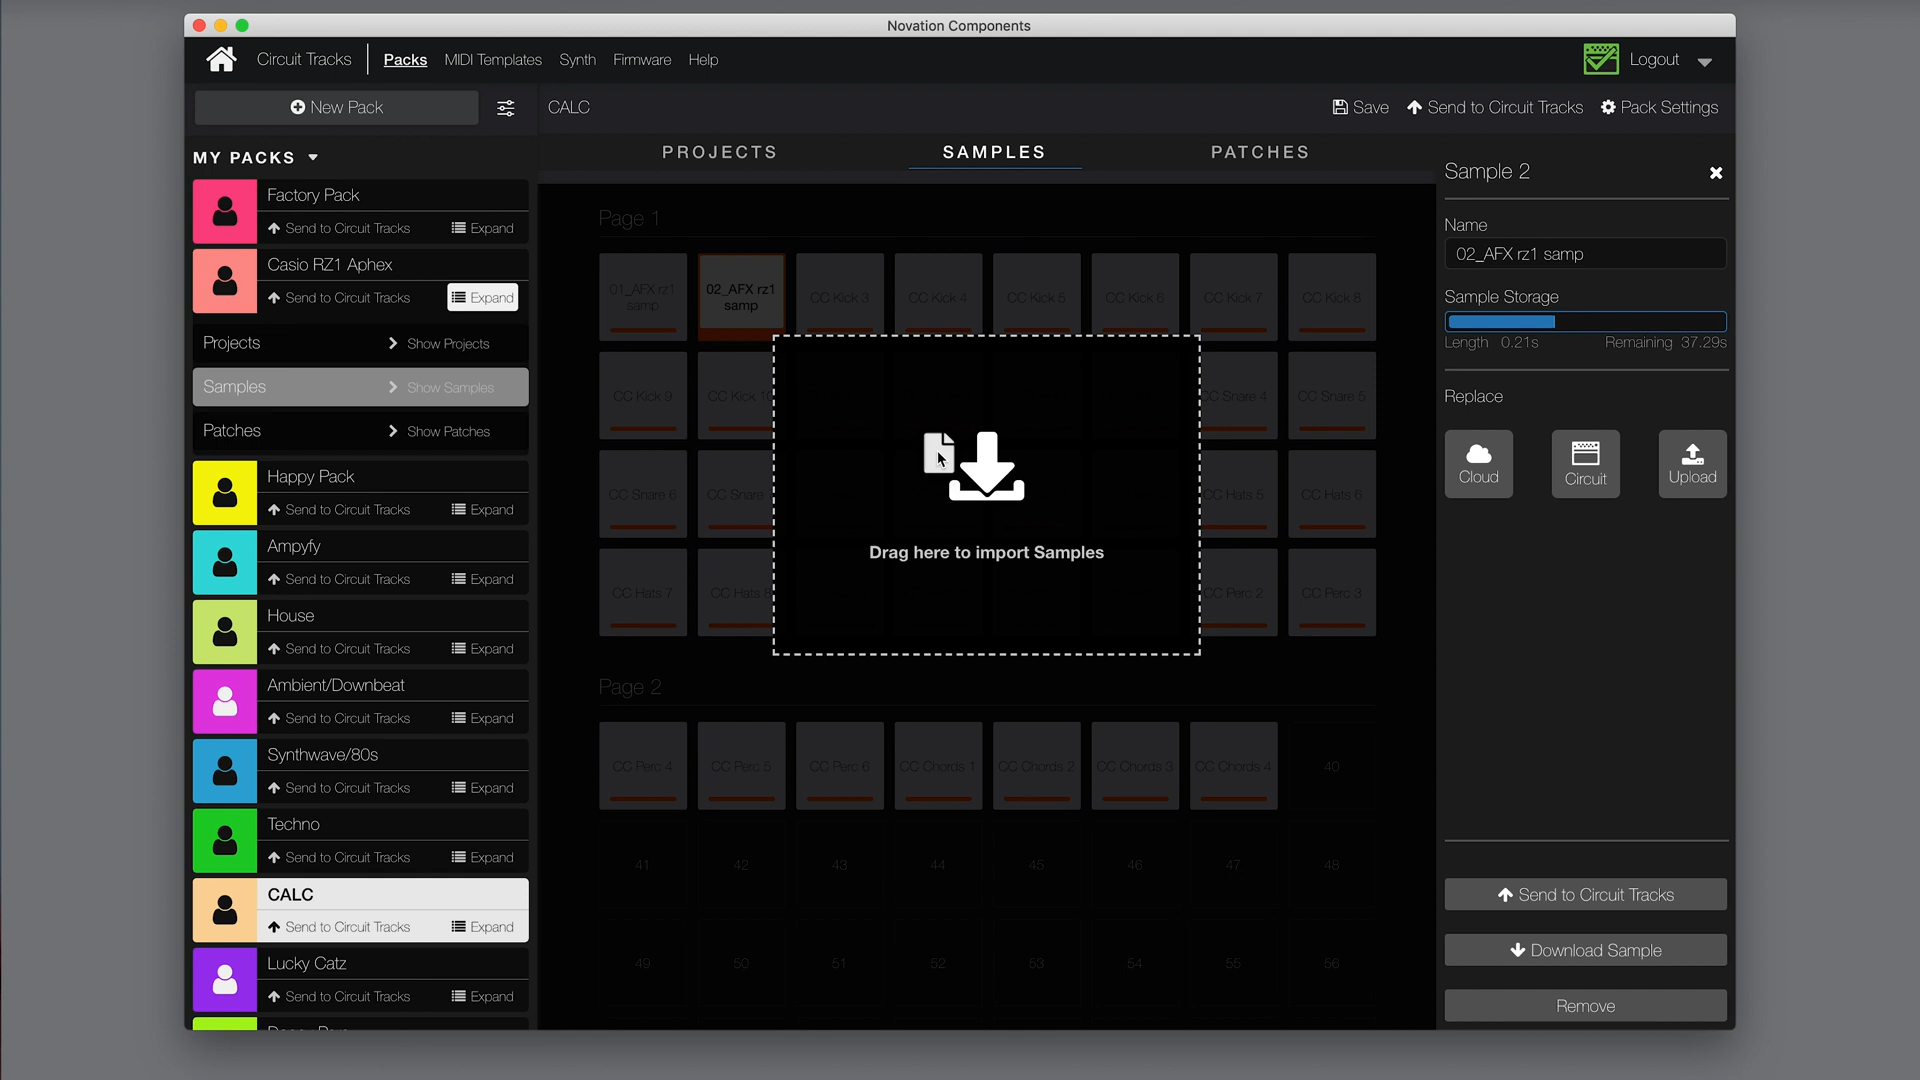 Novation Components
Circuit Tracks
Packs
MIDI Templates
Synth
Firmware
Help
Logout
New Pack
CALC
Save
Send to Circuit Tracks
Pack Settings
MY PACKS
PROJECTS
SAMPLES
PATCHES
Factory Pack
Send to Circuit Tracks
Expand
Casio RZ1 Aphex
Send to Circuit Tracks
Expand
Projects
Show Projects
Samples
Show Samples
Patches
Show Patches
Happy Pack
Send to Circuit Tracks
Expand
Ampyfy
Send to Circuit Tracks
Expand
House
Send to Circuit Tracks
Expand
Ambient/Downbeat
Send to Circuit Tracks
Expand
Synthwave/80s
Send to Circuit Tracks
Expand
Techno
Send to Circuit Tracks
Expand
CALC
Send to Circuit Tracks
Expand
Lucky Catz
Send to Circuit Tracks
Expand
Page 1
01_AFX rz1
samp
02_AFX rz1
samp
CC Kick 3
CC Kick 4
CC Kick 5
CC Kick 6
CC Kick 7
CC Kick 8
CC Kick 9
CC Kick 10
CC Snare 4
CC Snare 5
CC Snare 6
CC Snare
CC Hats 5
CC Hats 6
CC Hats 7
CC Hats 8
CC Perc 2
CC Perc 3
Drag here to import Samples
Page 2
CC Perc 4
CC Perc 5
CC Perc 6
CC Chords 1
CC Chords 2
CC Chords 3
CC Chords 4
40
41
42
43
44
45
46
47
48
49
50
51
52
53
54
55
56
Sample 2
Name
02_AFX rz1 samp
Sample Storage
Length 0.21s
Remaining 37.29s
Replace
Cloud
Circuit
Upload
Send to Circuit Tracks
Download Sample
Remove